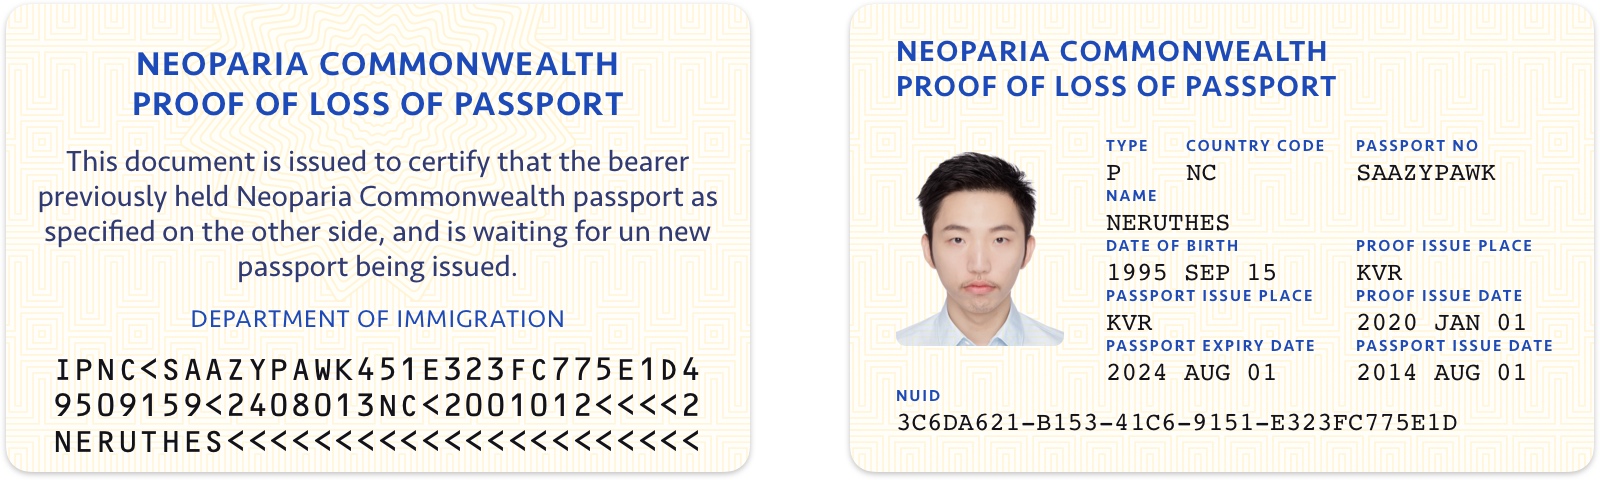 NEOPARIA COMMONWEALTH
PROOF OF LOSS OF PASSPORT
This document is issued to certify that the bearer
previously held Neoparia Commonwealth passport as
specified on the other side, and is waiting for un new
passport being issued.
DEPARTMENT OF IMMIGRATION
IPNC<SAAZYPAWK451E323FC775E1D4
9509159<2408013NC<2001012<<<<2
NERUTHES<<<<<<<<<<<<<<<<<<<<<<
NEOPARIA COMMONWEALTH
PROOF OF LOSS OF PASSPORT
TYPE COUNTRY CODE PASSPORT NO
P NC SAAZYPAWK
NAME
NERUTHES
DATE OF BIRTH PROOF ISSUE PLACE
1995 SEP 15 KVR
PASSPORT ISSUE PLACE PROOF ISSUE DATE
KVR 2020 JAN 01
PASSPORT EXPIRY DATE PASSPORT ISSUE DATE
2024 AUG 01 2014 AUG 01
NUID
3C6DA621-B153-41C6-9151-E323FC775E1D